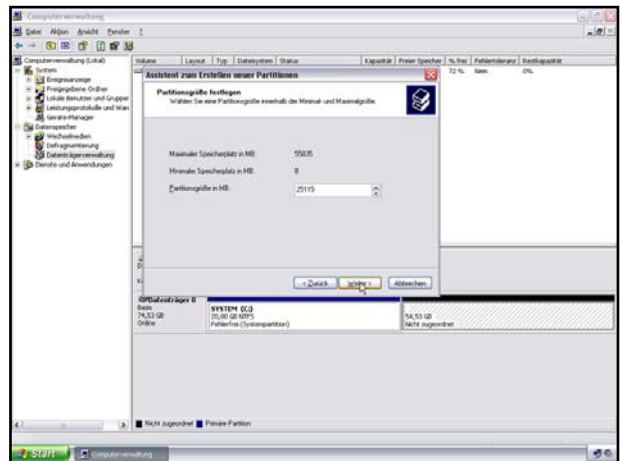 Computerverwaltung
Datei Aktion Ansicht Fenster ?
Computerverwaltung (Lokal)
System
Ereignisanzeige
Freigegebene Ordner
Lokale Benutzer und Gruppen
Leistungsprotokolle und War
Geräte-Manager
Datenspeicher
Wechselmedien
Defragmentierung
Datenträgerverwaltung
Dienste und Anwendungen
Volume Layout Typ Dateisystem Status Kapazität Freier Speicher % frei Fehlertoleranz Restkapazität
72 % Nein 0%
Assistent zum Erstellen neuer Partitionen
Partitionsgröße festlegen
Wählen Sie eine Partitionsgröße innerhalb der Minimal- und Maximalgröße.
Maximaler Speicherplatz in MB: 55835
Minimaler Speicherplatz in MB: 8
Partitionsgröße in MB: 25115
< Zurück Weiter > Abbrechen
Datenträger 0
Basis
74,53 GB
Online
SYSTEM (C:)
20,00 GB NTFS
Fehlerfrei (Systempartition)
54,53 GB
Nicht zugeordnet
Nicht zugeordnet Primäre Partition
Start Computerverwaltung